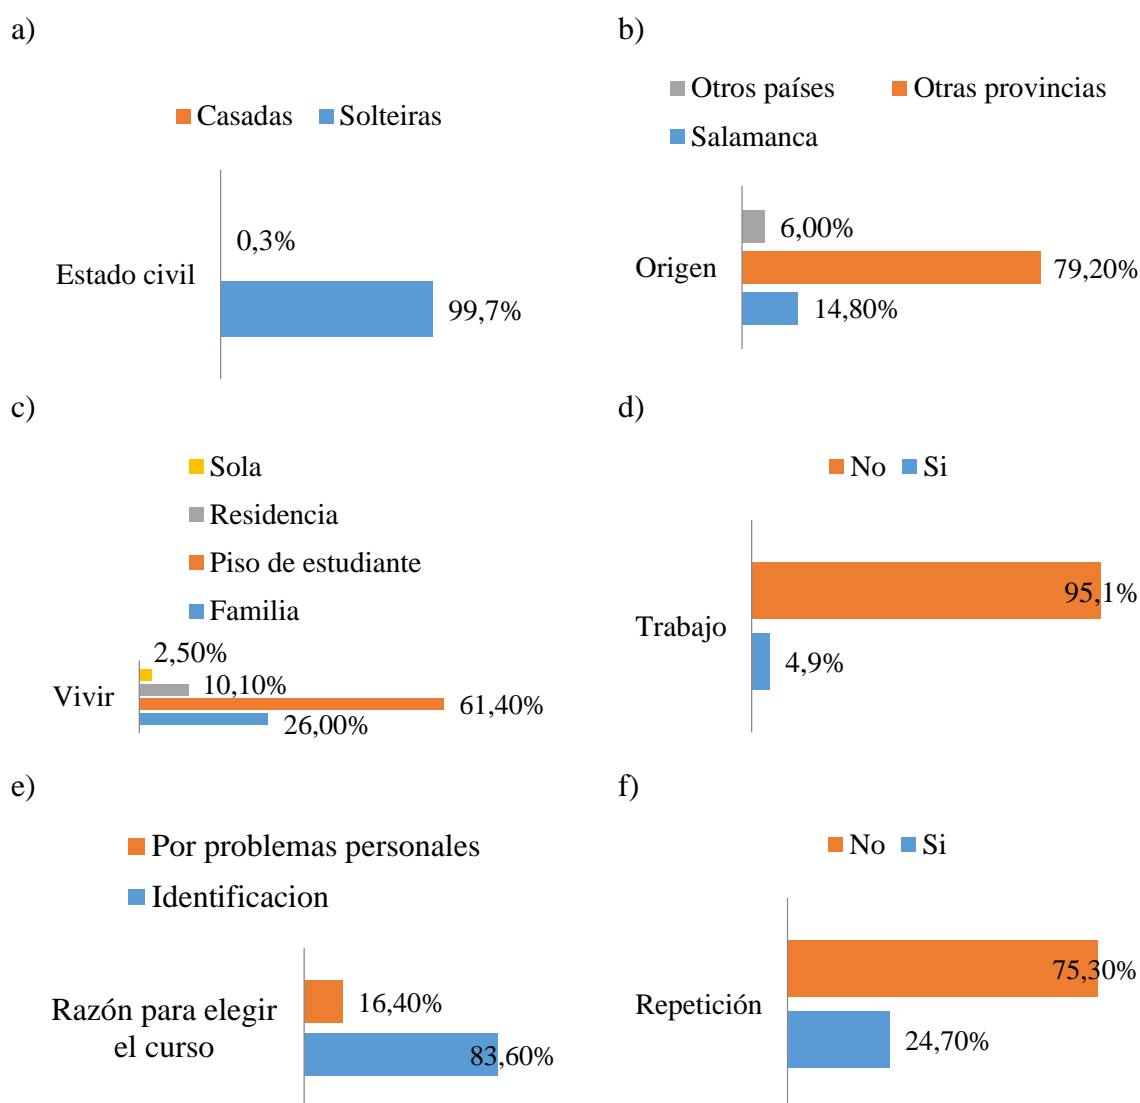 a)
Casadas Solteiras
0,3%
Estado civil
99,7%
b)
Otros países Otras provincias
Salamanca
6,00%
Origen
79,20%
14,80%
c)
Sola
Residencia
Piso de estudiante
Familia
2,50%
10,10%
Vivir
61,40%
26,00%
d)
No Si
95,1%
Trabajo
4,9%
e)
Por problemas personales
Identificacion
16,40%
Razón para elegir
el curso
83,60%
f)
No Si
75,30%
Repetición
24,70%